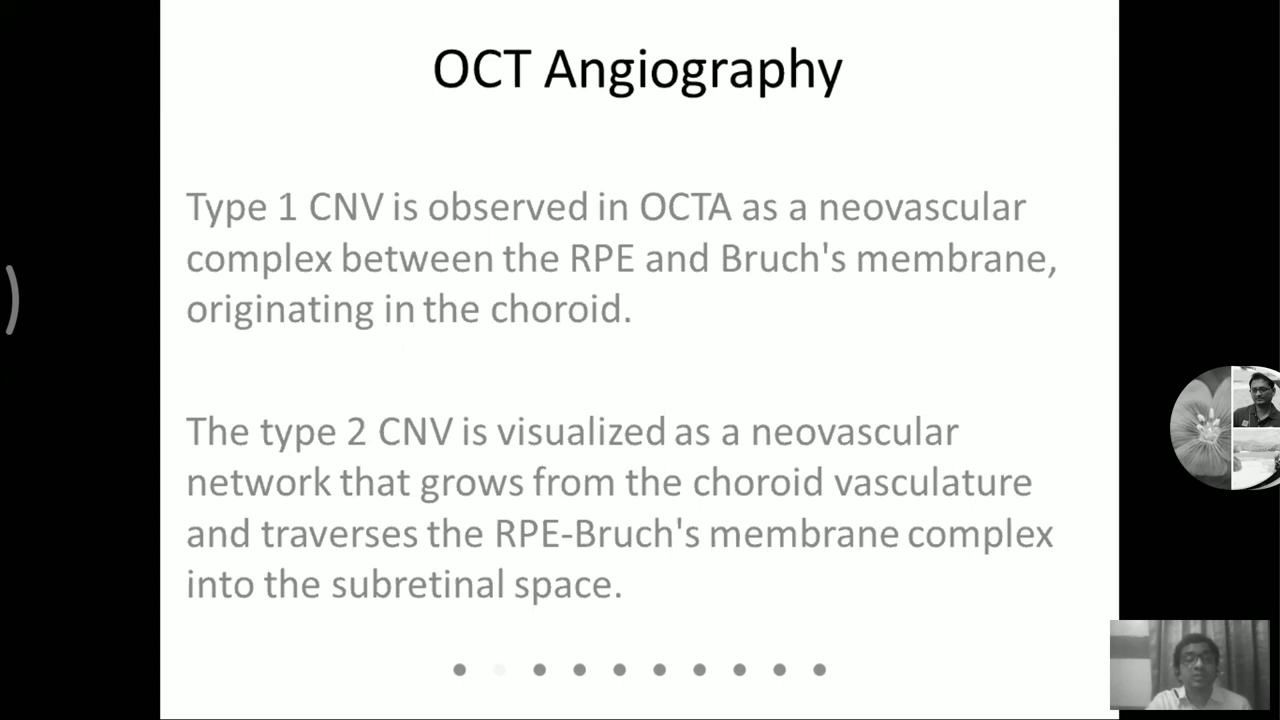 OCT Angiography
Type 1 CNV is observed in OCTA as a neovascular
complex between the RPE and Bruch's membrane,
originating in the choroid.
The type 2 CNV is visualized as a neovascular
network that grows from the choroid vasculature
and traverses the RPE-Bruch's membrane complex
into the subretinal space.